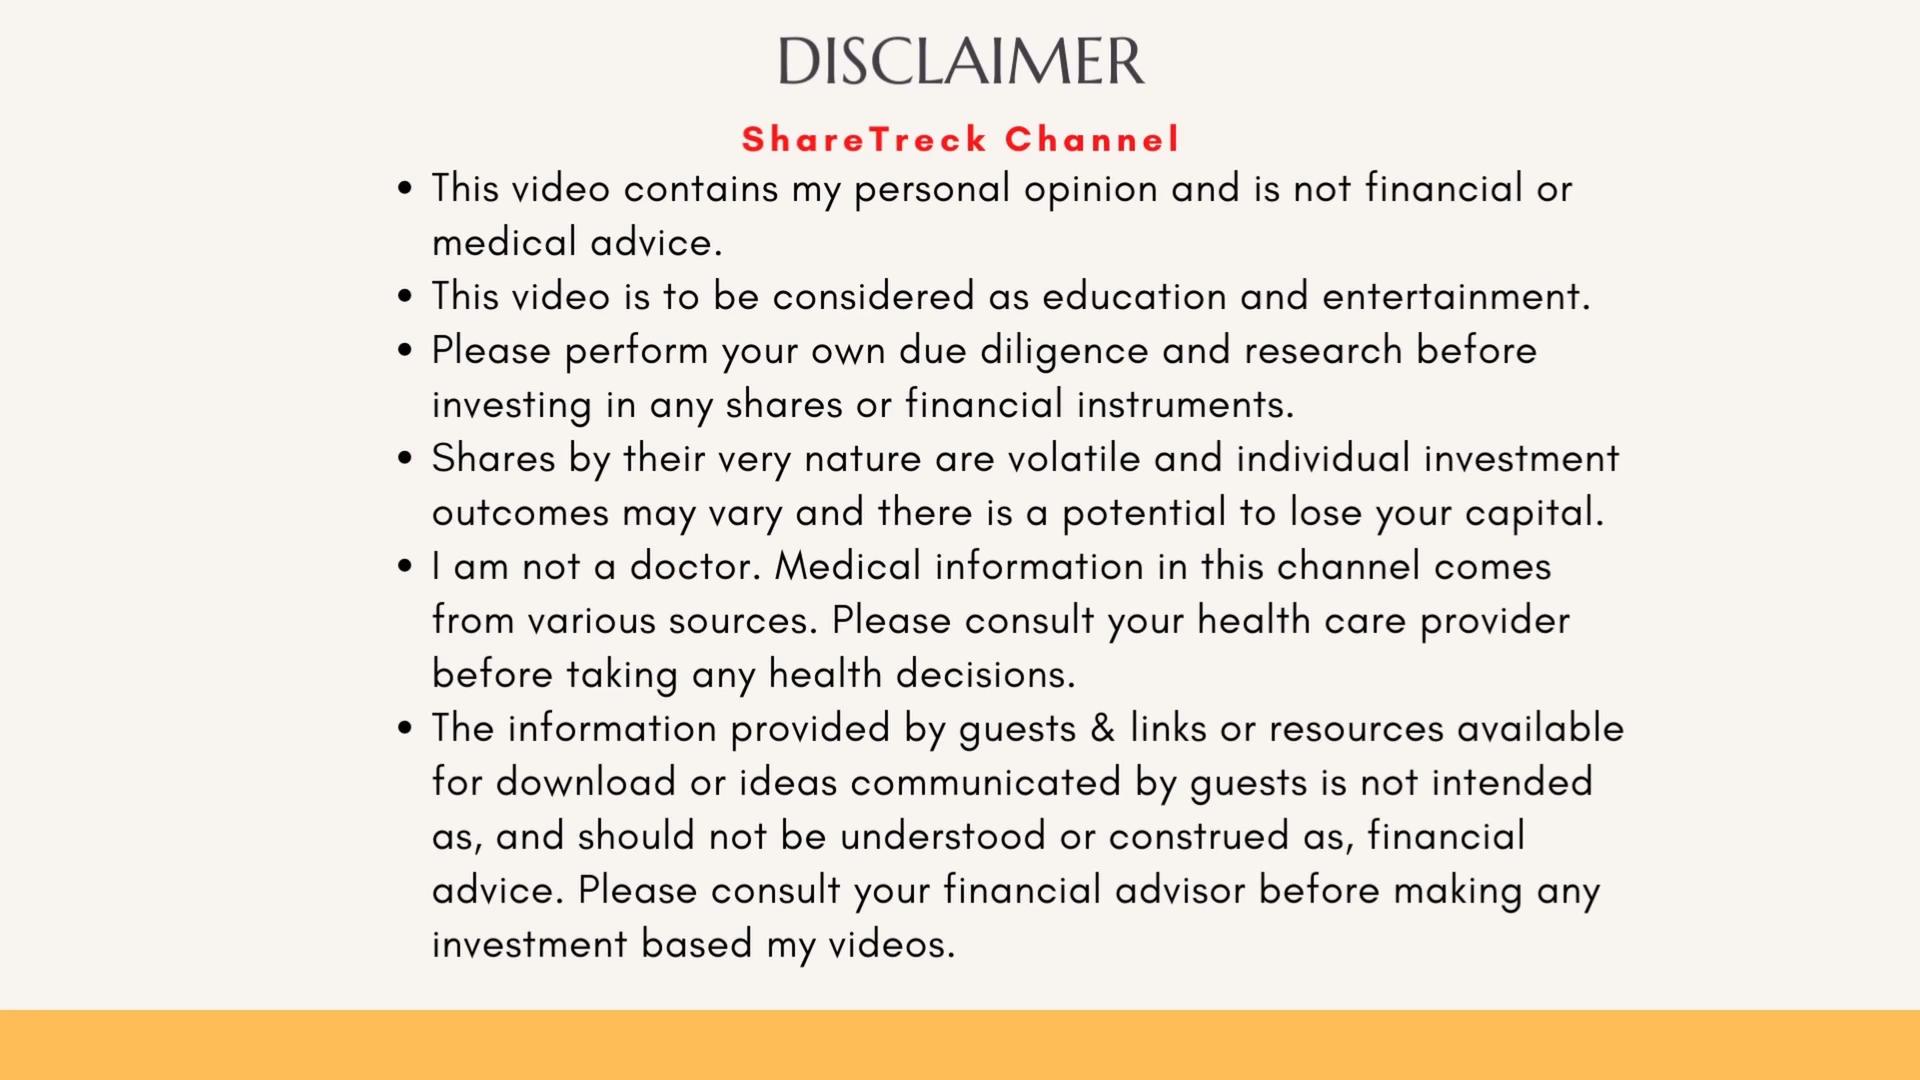 DISCLAIMER
ShareTreck Channel
• This video contains my personal opinion and is not financial or
medical advice.
• This video is to be considered as education and entertainment.
• Please perform your own due diligence and research before
investing in any shares or financial instruments.
• Shares by their very nature are volatile and individual investment
outcomes may vary and there is a potential to lose your capital.
• I am not a doctor. Medical information in this channel comes
from various sources. Please consult your health care provider
before taking any health decisions.
• The information provided by guests & links or resources available
for download or ideas communicated by guests is not intended
as, and should not be understood or construed as, financial
advice. Please consult your financial advisor before making any
investment based my videos.